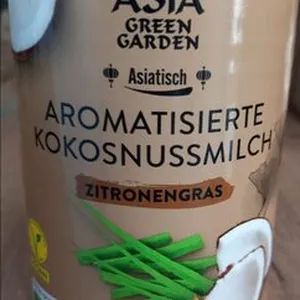 ASIA
GREEN
GARDEN
Asiatisch
AROMATISIERTE
KOKOSNUSSMILCH
ZITRONENGRAS